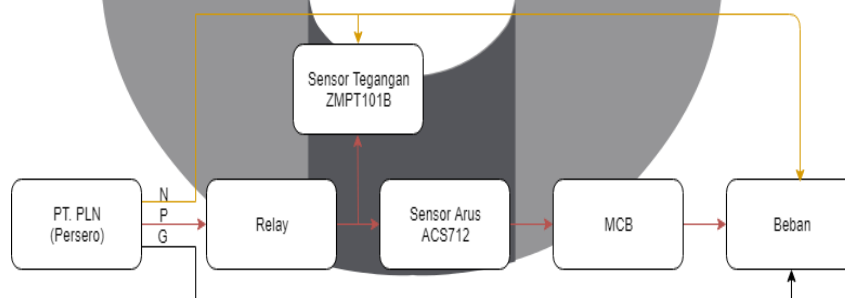 Sensor Tegangan
ZMPT101B
N
P
G
PT. PLN
(Persero)
Relay
Sensor Arus
ACS712
MCB
Beban